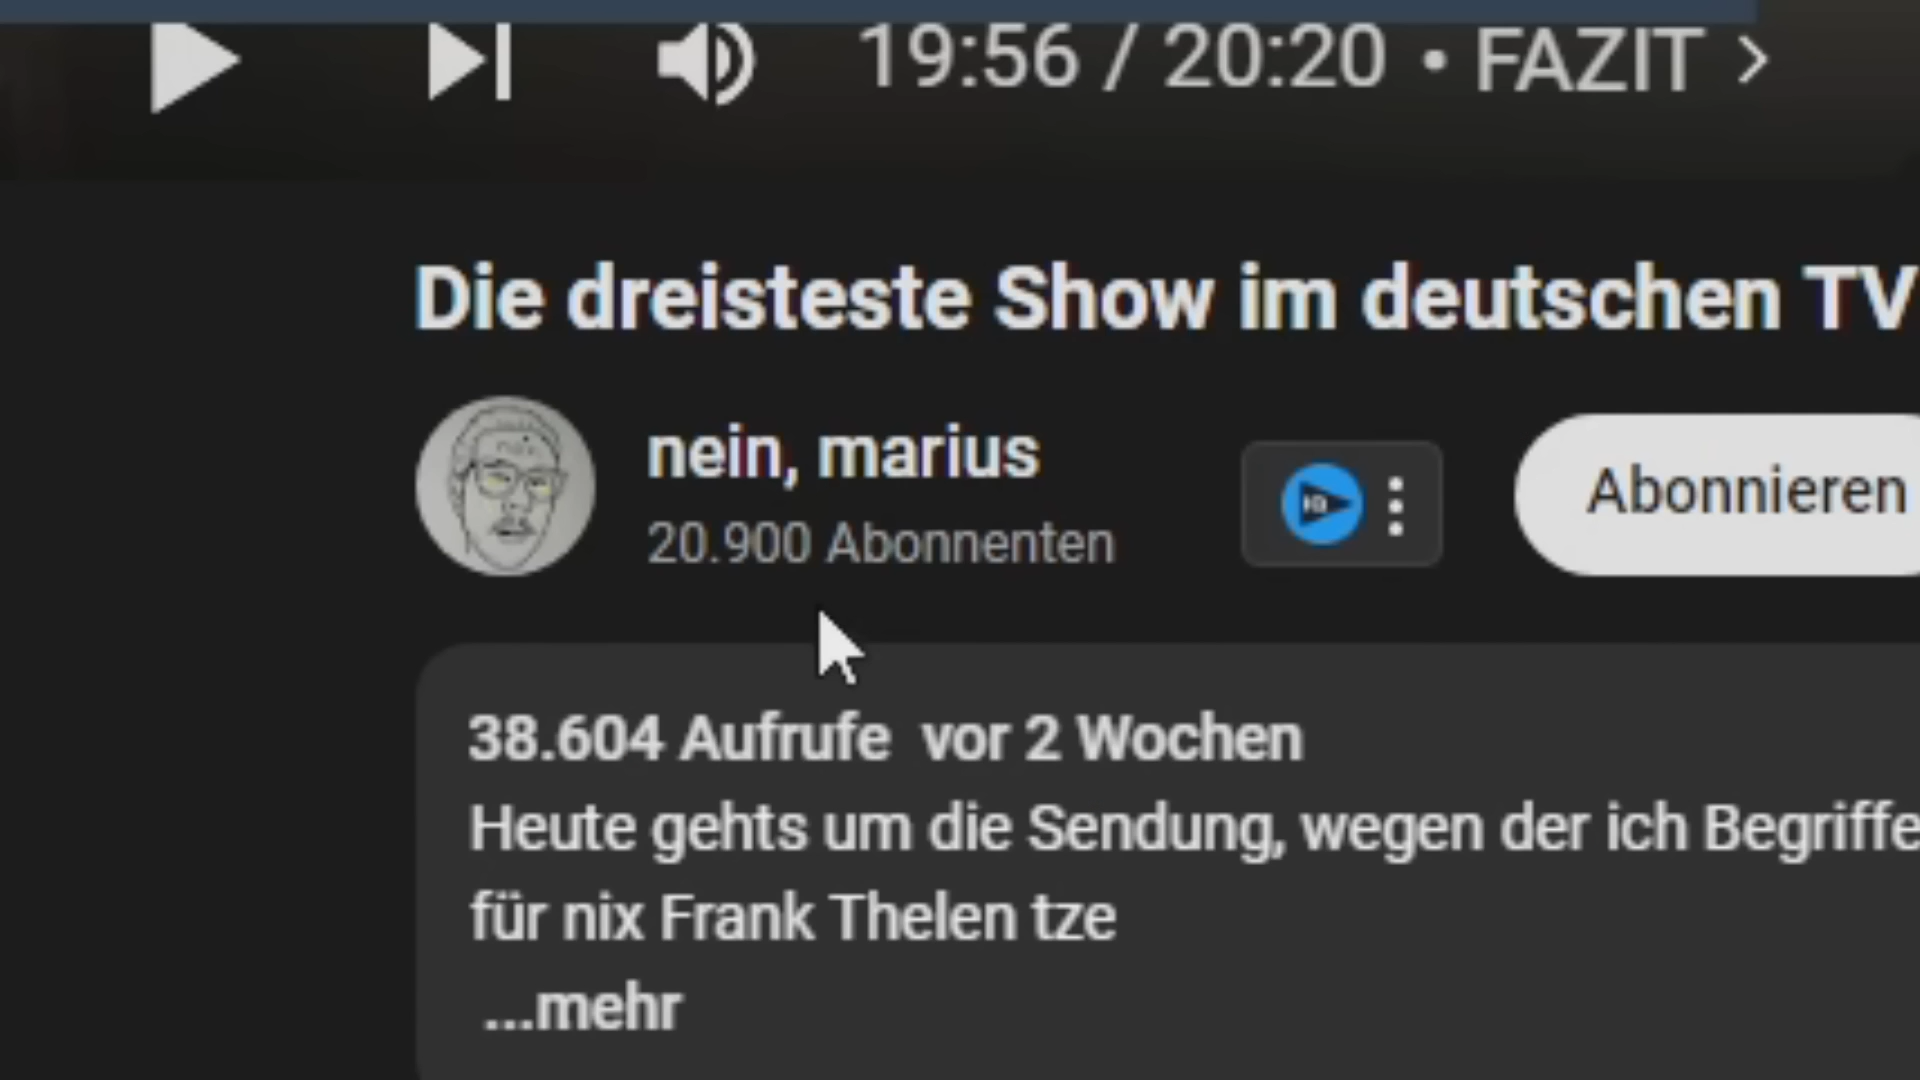 19:56 / 20:20 • FAZIT >
Die dreisteste Show im deutschen TV
nein, marius
20.900 Abonnenten
Abonnieren
38.604 Aufrufe vor 2 Wochen
Heute gehts um die Sendung, wegen der ich Begriffe
für nix Frank Thelen tze
...mehr